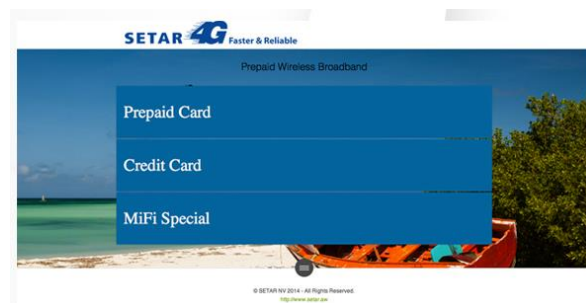 SETAR 4G Faster & Reliable
Prepaid Wireless Broadband
Prepaid Card
Credit Card
MiFi Special
© SETAR NV 2014 - All Rights Reserved.
http://www.setar.aw